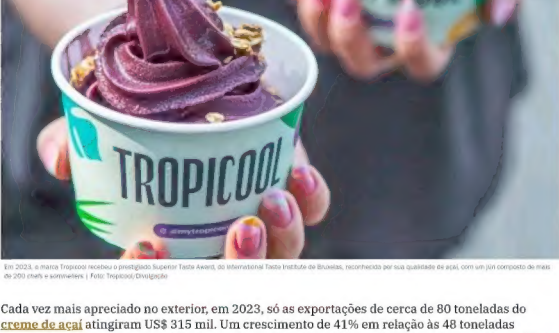 TROPICOOL
Em 2023, a marca Tropicool recebeu o prestigiado Superior Taste Award, do International Taste Institute de Bruxelas, reconhecida por sua qualidade de açaí, com um júri composto de mais
de 200 chefs e sommeliers | Foto: Tropicool/Divulgação
Cada vez mais apreciado no exterior, em 2023, só as exportações de cerca de 80 toneladas do
creme de açaí atingiram US$ 315 mil. Um crescimento de 41% em relação às 48 toneladas